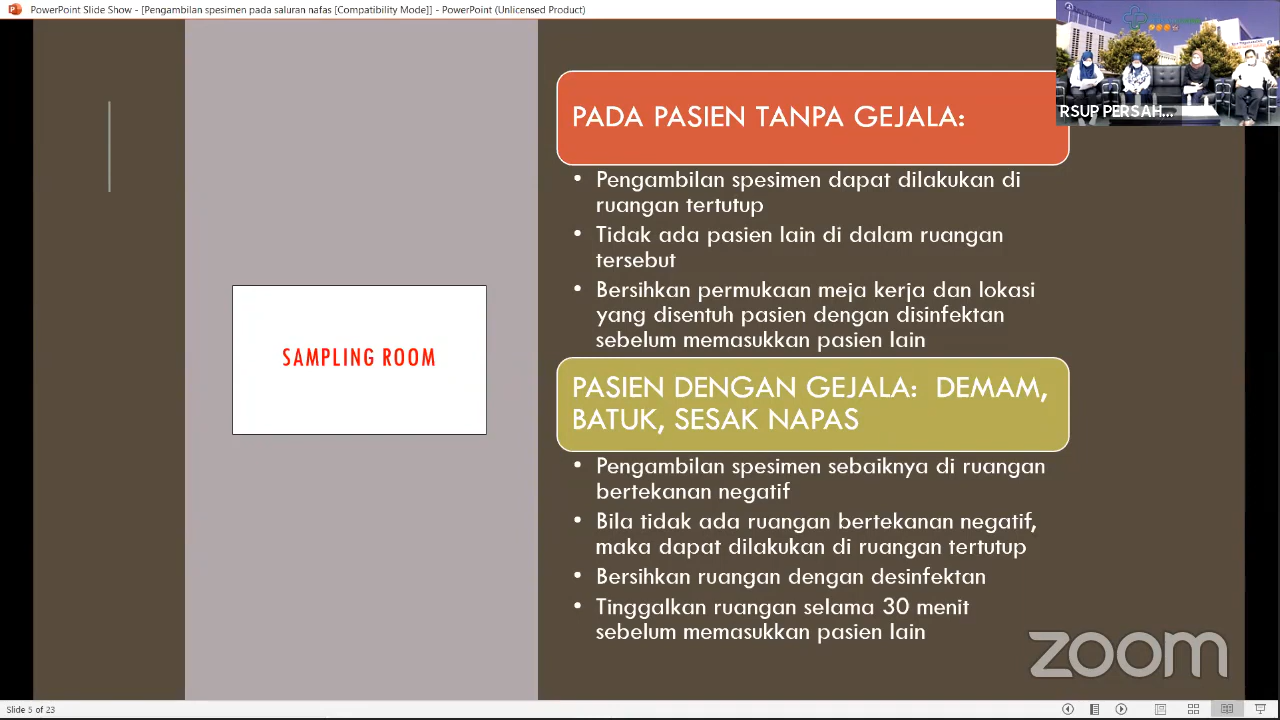 PowerPoint Slide Show - [Pengambilan spesimen pada saluran nafas [Compatibility Mode]] - PowerPoint (Unlicensed Product)
RSUP PERSAH...
PADA PASIEN TANPA GEJALA:
• Pengambilan spesimen dapat dilakukan di
ruangan tertutup
• Tidak ada pasien lain di dalam ruangan
tersebut
• Bersihkan permukaan meja kerja dan lokasi
yang disentuh pasien dengan disinfektan
sebelum memasukkan pasien lain
SAMPLING ROOM
PASIEN DENGAN GEJALA: DEMAM,
BATUK, SESAK NAPAS
• Pengambilan spesimen sebaiknya di ruangan
bertekanan negatif
• Bila tidak ada ruangan bertekanan negatif,
maka dapat dilakukan di ruangan tertutup
• Bersihkan ruangan dengan desinfektan
• Tinggalkan ruangan selama 30 menit
sebelum memasukkan pasien lain
zoom
Slide 5 of 23